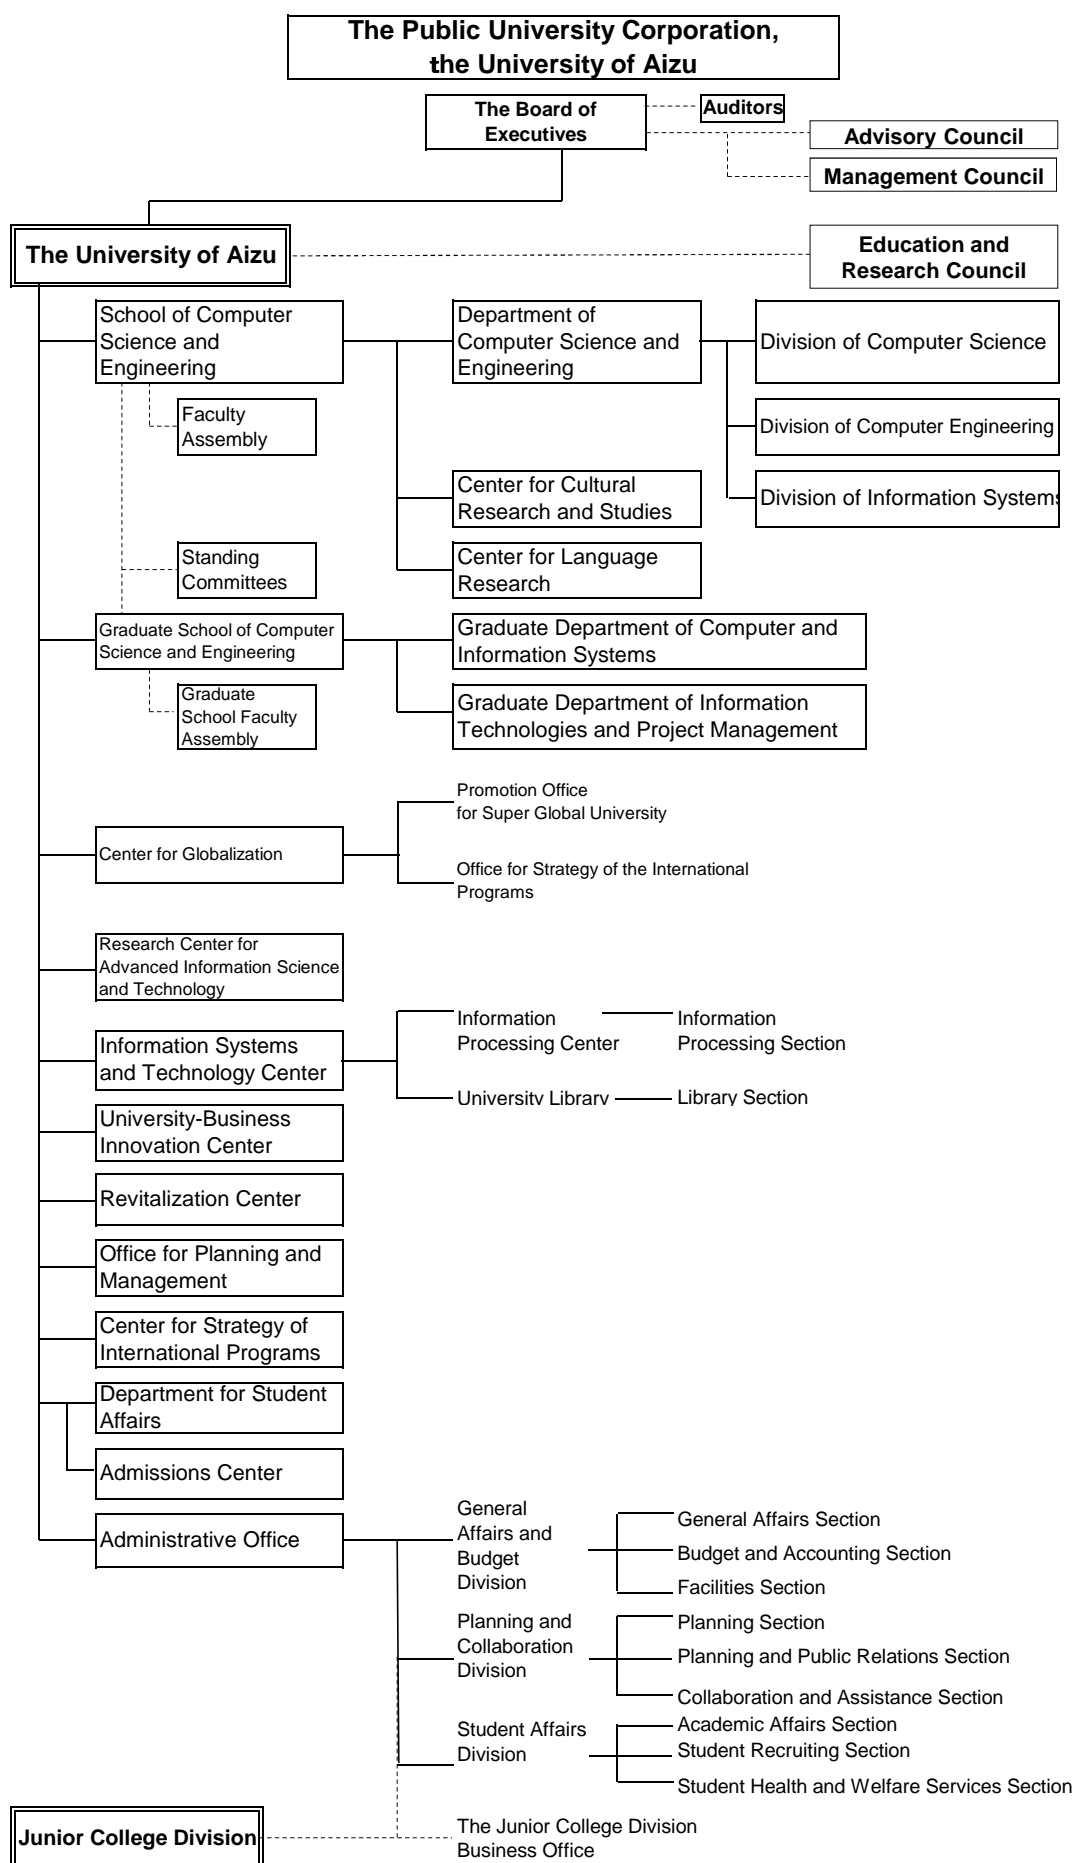 The Public University Corporation,
the University of Aizu
The Board of
Executives
Auditors
Advisory Council
Management Council
The University of Aizu
Education and
Research Council
School of Computer
Science and
Engineering
Department of
Computer Science and
Engineering
Division of Computer Science
Faculty
Assembly
Division of Computer Engineering
Center for Cultural
Research and Studies
Division of Information Systems
Standing
Committees
Center for Language
Research
Graduate School of Computer
Science and Engineering
Graduate Department of Computer and
Information Systems
Graduate
School Faculty
Assembly
Graduate Department of Information
Technologies and Project Management
Promotion Office
for Super Global University
Center for Globalization
Office for Strategy of the International
Programs
Research Center for
Advanced Information Science
and Technology
Information
Processing Center
Information
Processing Section
Information Systems
and Technology Center
University Library
Library Section
University-Business
Innovation Center
Revitalization Center
Office for Planning and
Management
Center for Strategy of
International Programs
Department for Student
Affairs
Admissions Center
Administrative Office
General
Affairs and
Budget
Division
General Affairs Section
Budget and Accounting Section
Facilities Section
Planning and
Collaboration
Division
Planning Section
Planning and Public Relations Section
Collaboration and Assistance Section
Student Affairs
Division
Academic Affairs Section
Student Recruiting Section
Student Health and Welfare Services Section
Junior College Division
The Junior College Division
Business Office